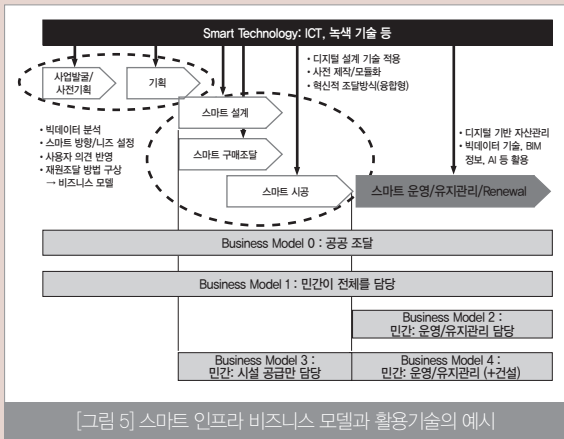 Smart Technology: ICT, 녹색 기술 등
사업발굴/
사전기획
기획
• 디지털 설계 기술 적용
• 사전 제작/모듈화
• 혁신적 조달방식(융합형)
스마트 설계
• 빅데이터 분석
• 스마트 방향/니즈 설정
• 사용자 의견 반영
• 재원조달 방법 구상
→ 비즈니스 모델
스마트 구매조달
• 디지털 기반 자산관리
• 빅데이터 기술, BIM
정보, AI 등 활용
스마트 시공
스마트 운영/유지관리/Renewal
Business Model 0 : 공공 조달
Business Model 1 : 민간이 전체를 담당
Business Model 2 :
민간: 운영/유지관리 담당
Business Model 3 :
민간: 시설 공급만 담당
Business Model 4 :
민간: 운영/유지관리 (+건설)
[그림 5] 스마트 인프라 비즈니스 모델과 활용기술의 예시